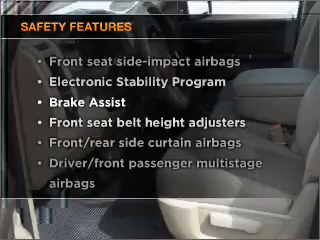 SAFETY FEATURES
• Front seat side-impact airbags
• Electronic Stability Program
• Brake Assist
• Front seat belt height adjusters
• Front/rear side curtain airbags
• Driver/front passenger multistage
airbags